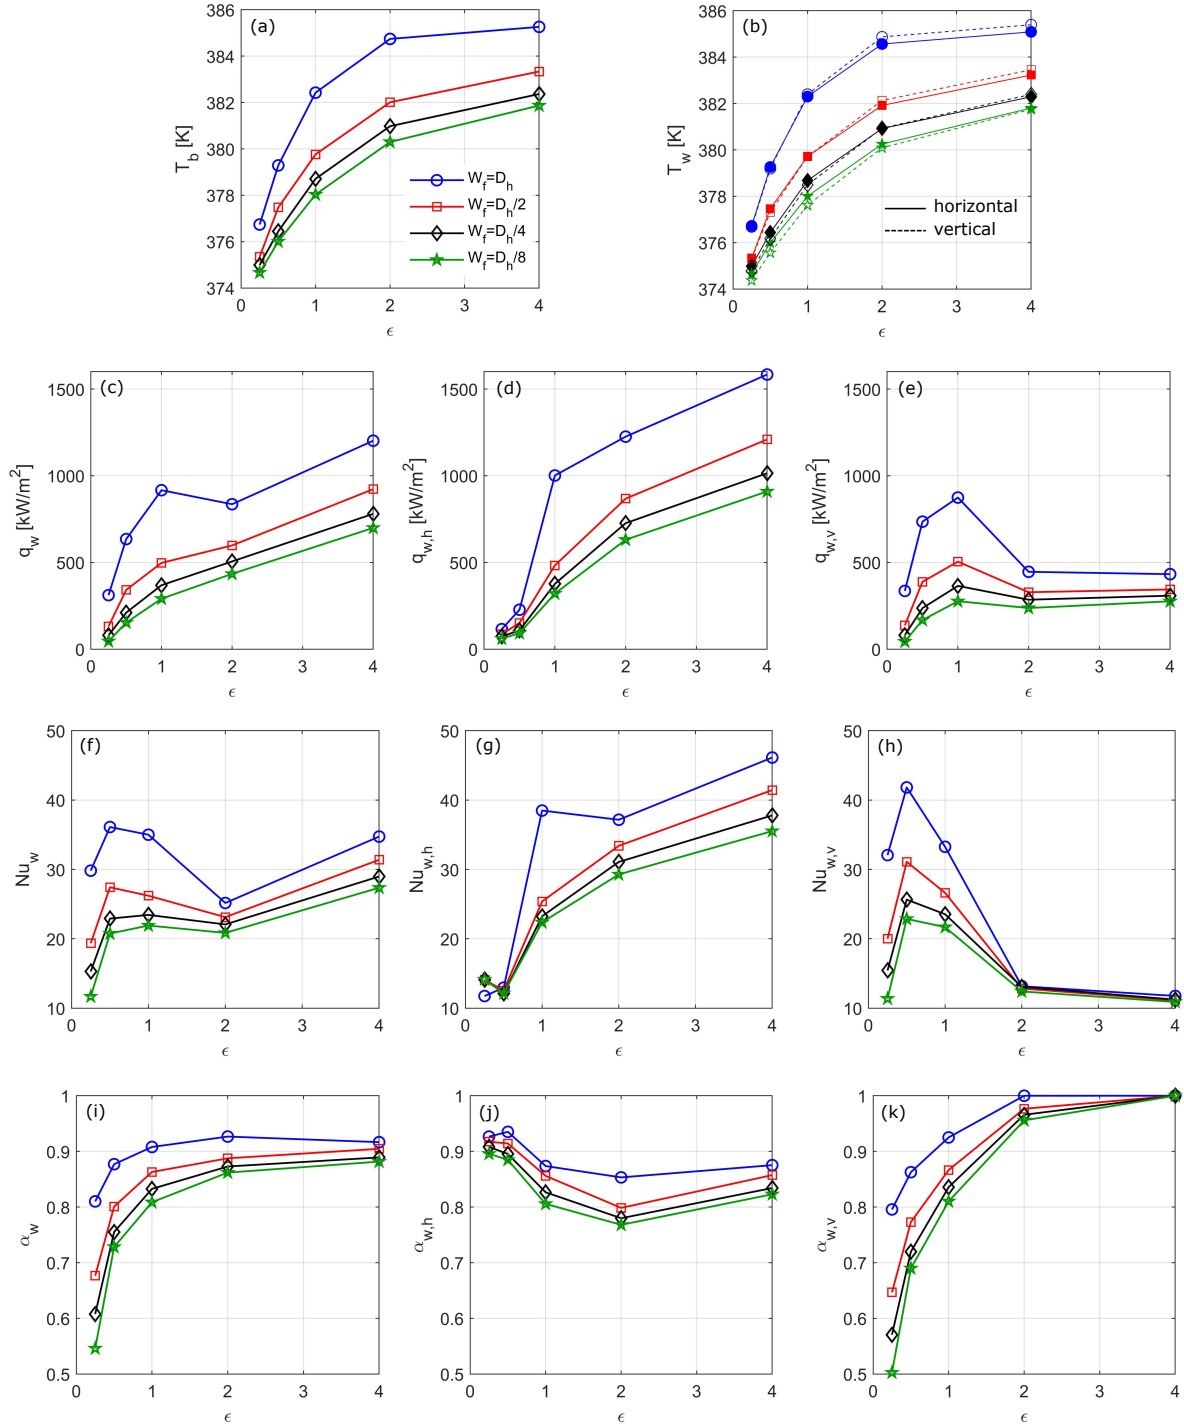 (a)
T_b [K]
386
384
382
380
378
376
374
0 1 2 3 4
ϵ
W_f=D_h
W_f=D_h/2
W_f=D_h/4
W_f=D_h/8
(b)
T_w [K]
386
384
382
380
378
376
374
0 1 2 3 4
ϵ
horizontal
vertical
(c)
q_w [kW/m^2]
1500
1000
500
0
0 1 2 3 4
ϵ
(d)
q_w,h [kW/m^2]
1500
1000
500
0
0 1 2 3 4
ϵ
(e)
q_w,v [kW/m^2]
1500
1000
500
0
0 1 2 3 4
ϵ
(f)
Nu_w
50
40
30
20
10
0 1 2 3 4
ϵ
(g)
Nu_w,h
50
40
30
20
10
0 1 2 3 4
ϵ
(h)
Nu_w,v
50
40
30
20
10
0 1 2 3 4
ϵ
(i)
α_w
1
0.9
0.8
0.7
0.6
0.5
0 1 2 3 4
ϵ
(j)
α_w,h
1
0.9
0.8
0.7
0.6
0.5
0 1 2 3 4
ϵ
(k)
α_w,v
1
0.9
0.8
0.7
0.6
0.5
0 1 2 3 4
ϵ